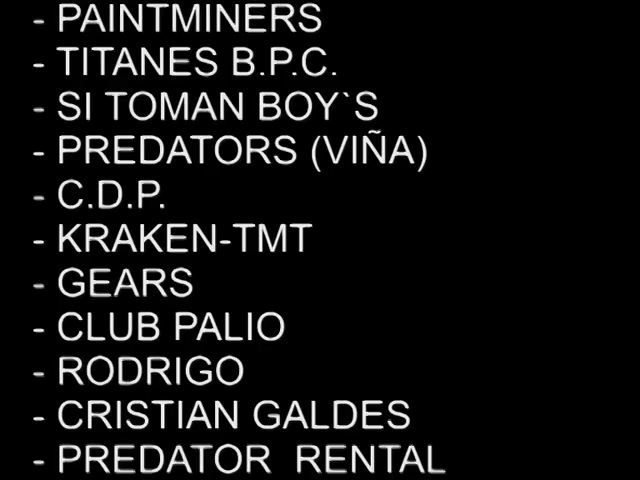 - PAINTMINERS
- TITANES B.P.C.
- SI TOMAN BOY`S
- PREDATORS (VIÑA)
- C.D.P.
- KRAKEN-TMT
- GEARS
- CLUB PALIO
- RODRIGO
- CRISTIAN GALDES
- PREDATOR  RENTAL